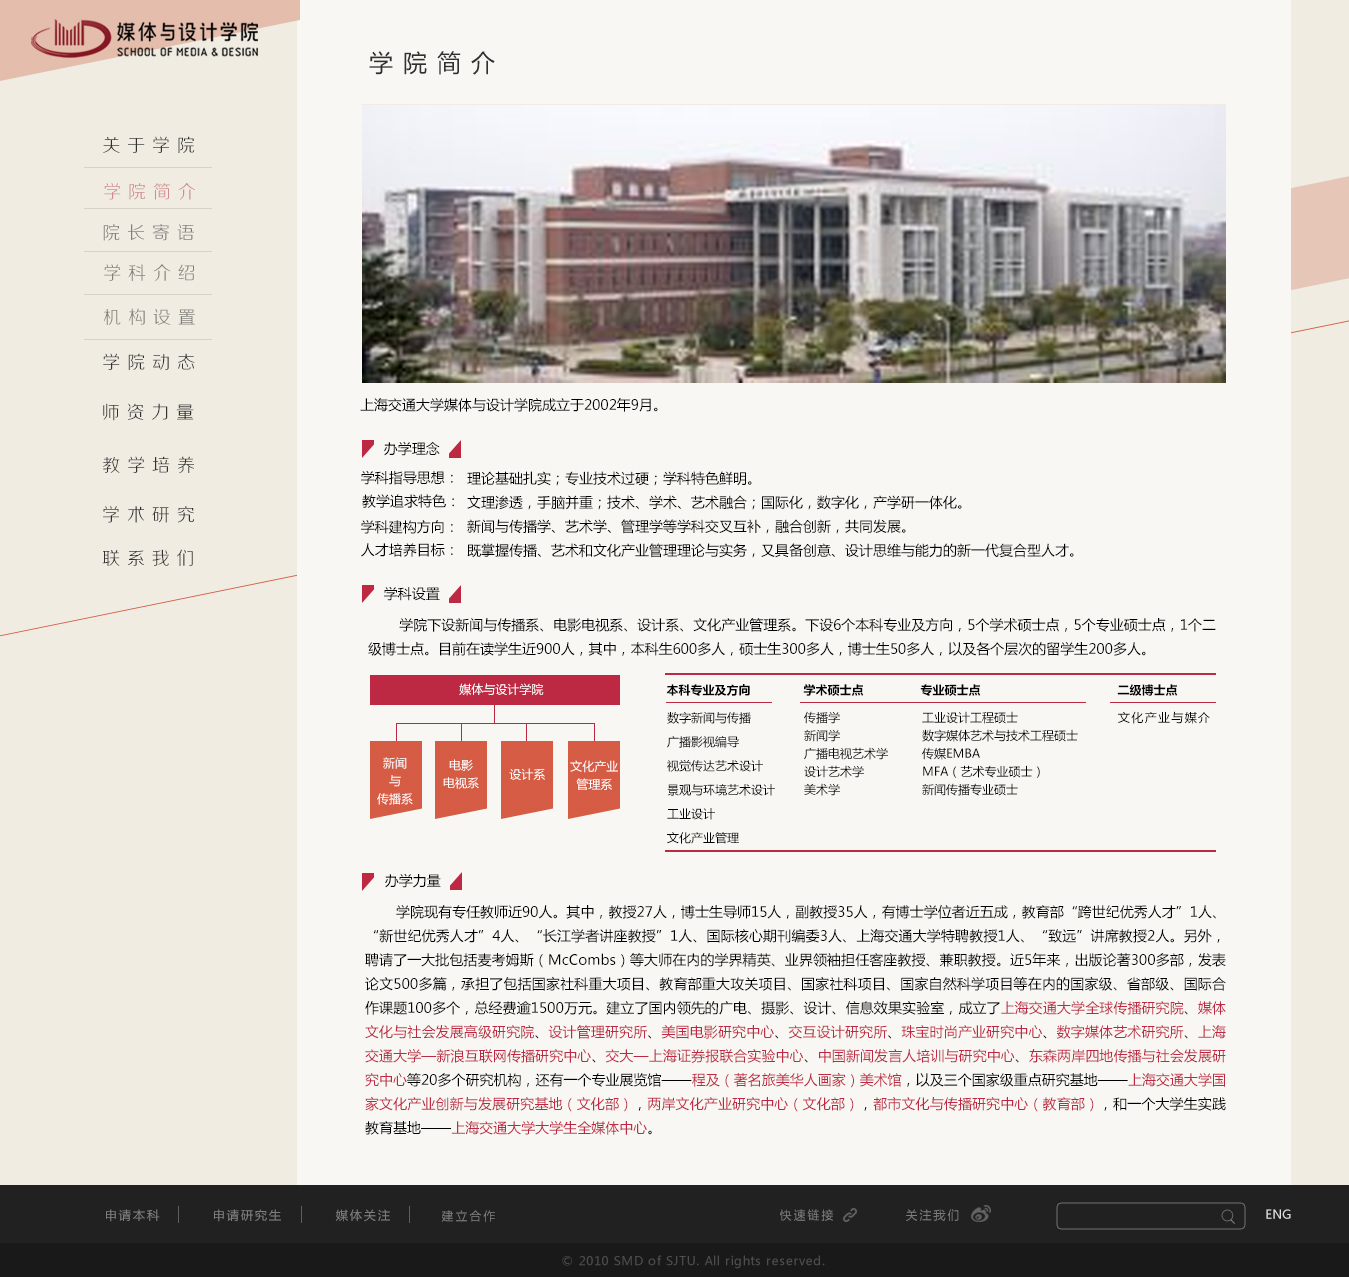 媒体与设计学院
SCHOOL OF MEDIA & DESIGN
关于学院
学院简介
院长寄语
学科介绍
机构设置
学院动态
师资力量
教学培养
学术研究
联系我们
学院简介
上海交通大学媒体与设计学院成立于2002年9月。
办学理念
学科指导思想： 理论基础扎实；专业技术过硬；学科特色鲜明。
教学追求特色： 文理渗透，手脑并重；技术、学术、艺术融合；国际化，数字化，产学研一体化。
学科建构方向： 新闻与传播学、艺术学、管理学等学科交叉互补，融合创新，共同发展。
人才培养目标： 既掌握传播、艺术和文化产业管理理论与实务，又具备创意、设计思维与能力的新一代复合型人才。
学科设置
学院下设新闻与传播系、电影电视系、设计系、文化产业管理系。下设6个本科专业及方向，5个学术硕士点，5个专业硕士点，1个二
级博士点。目前在读学生近900人，其中，本科生600多人，硕士生300多人，博士生50多人，以及各个层次的留学生200多人。
媒体与设计学院
新闻
与
传播系
电影
电视系
设计系
文化产业
管理系
本科专业及方向
数字新闻与传播
广播影视编导
视觉传达艺术设计
景观与环境艺术设计
工业设计
文化产业管理
学术硕士点
传播学
新闻学
广播电视艺术学
设计艺术学
美术学
专业硕士点
工业设计工程硕士
数字媒体艺术与技术工程硕士
传媒EMBA
MFA（艺术专业硕士）
新闻传播专业硕士
二级博士点
文化产业与媒介
办学力量
学院现有专任教师近90人。其中，教授27人，博士生导师15人，副教授35人，有博士学位者近五成，教育部“跨世纪优秀人才”1人、
“新世纪优秀人才”4人、 “长江学者讲座教授”1人、国际核心期刊编委3人、上海交通大学特聘教授1人、 “致远”讲席教授2人。另外，
聘请了一大批包括麦考姆斯（McCombs）等大师在内的学界精英、业界领袖担任客座教授、兼职教授。近5年来，出版论著300多部，发表
论文500多篇，承担了包括国家社科重大项目、教育部重大攻关项目、国家社科项目、国家自然科学项目等在内的国家级、省部级、国际合
作课题100多个，总经费逾1500万元。建立了国内领先的广电、摄影、设计、信息效果实验室，成立了上海交通大学全球传播研究院、媒体
文化与社会发展高级研究院、设计管理研究所、美国电影研究中心、交互设计研究所、珠宝时尚产业研究中心、数字媒体艺术研究所、上海
交通大学—新浪互联网传播研究中心、交大—上海证券报联合实验中心、中国新闻发言人培训与研究中心、东森两岸四地传播与社会发展研
究中心等20多个研究机构，还有一个专业展览馆——程及（著名旅美华人画家）美术馆，以及三个国家级重点研究基地——上海交通大学国
家文化产业创新与发展研究基地（文化部），两岸文化产业研究中心（文化部），都市文化与传播研究中心（教育部），和一个大学生实践
教育基地——上海交通大学大学生全媒体中心。
申请本科
申请研究生
媒体关注
建立合作
快速链接
关注我们
ENG
© 2010 SMD of SJTU. All rights reserved.